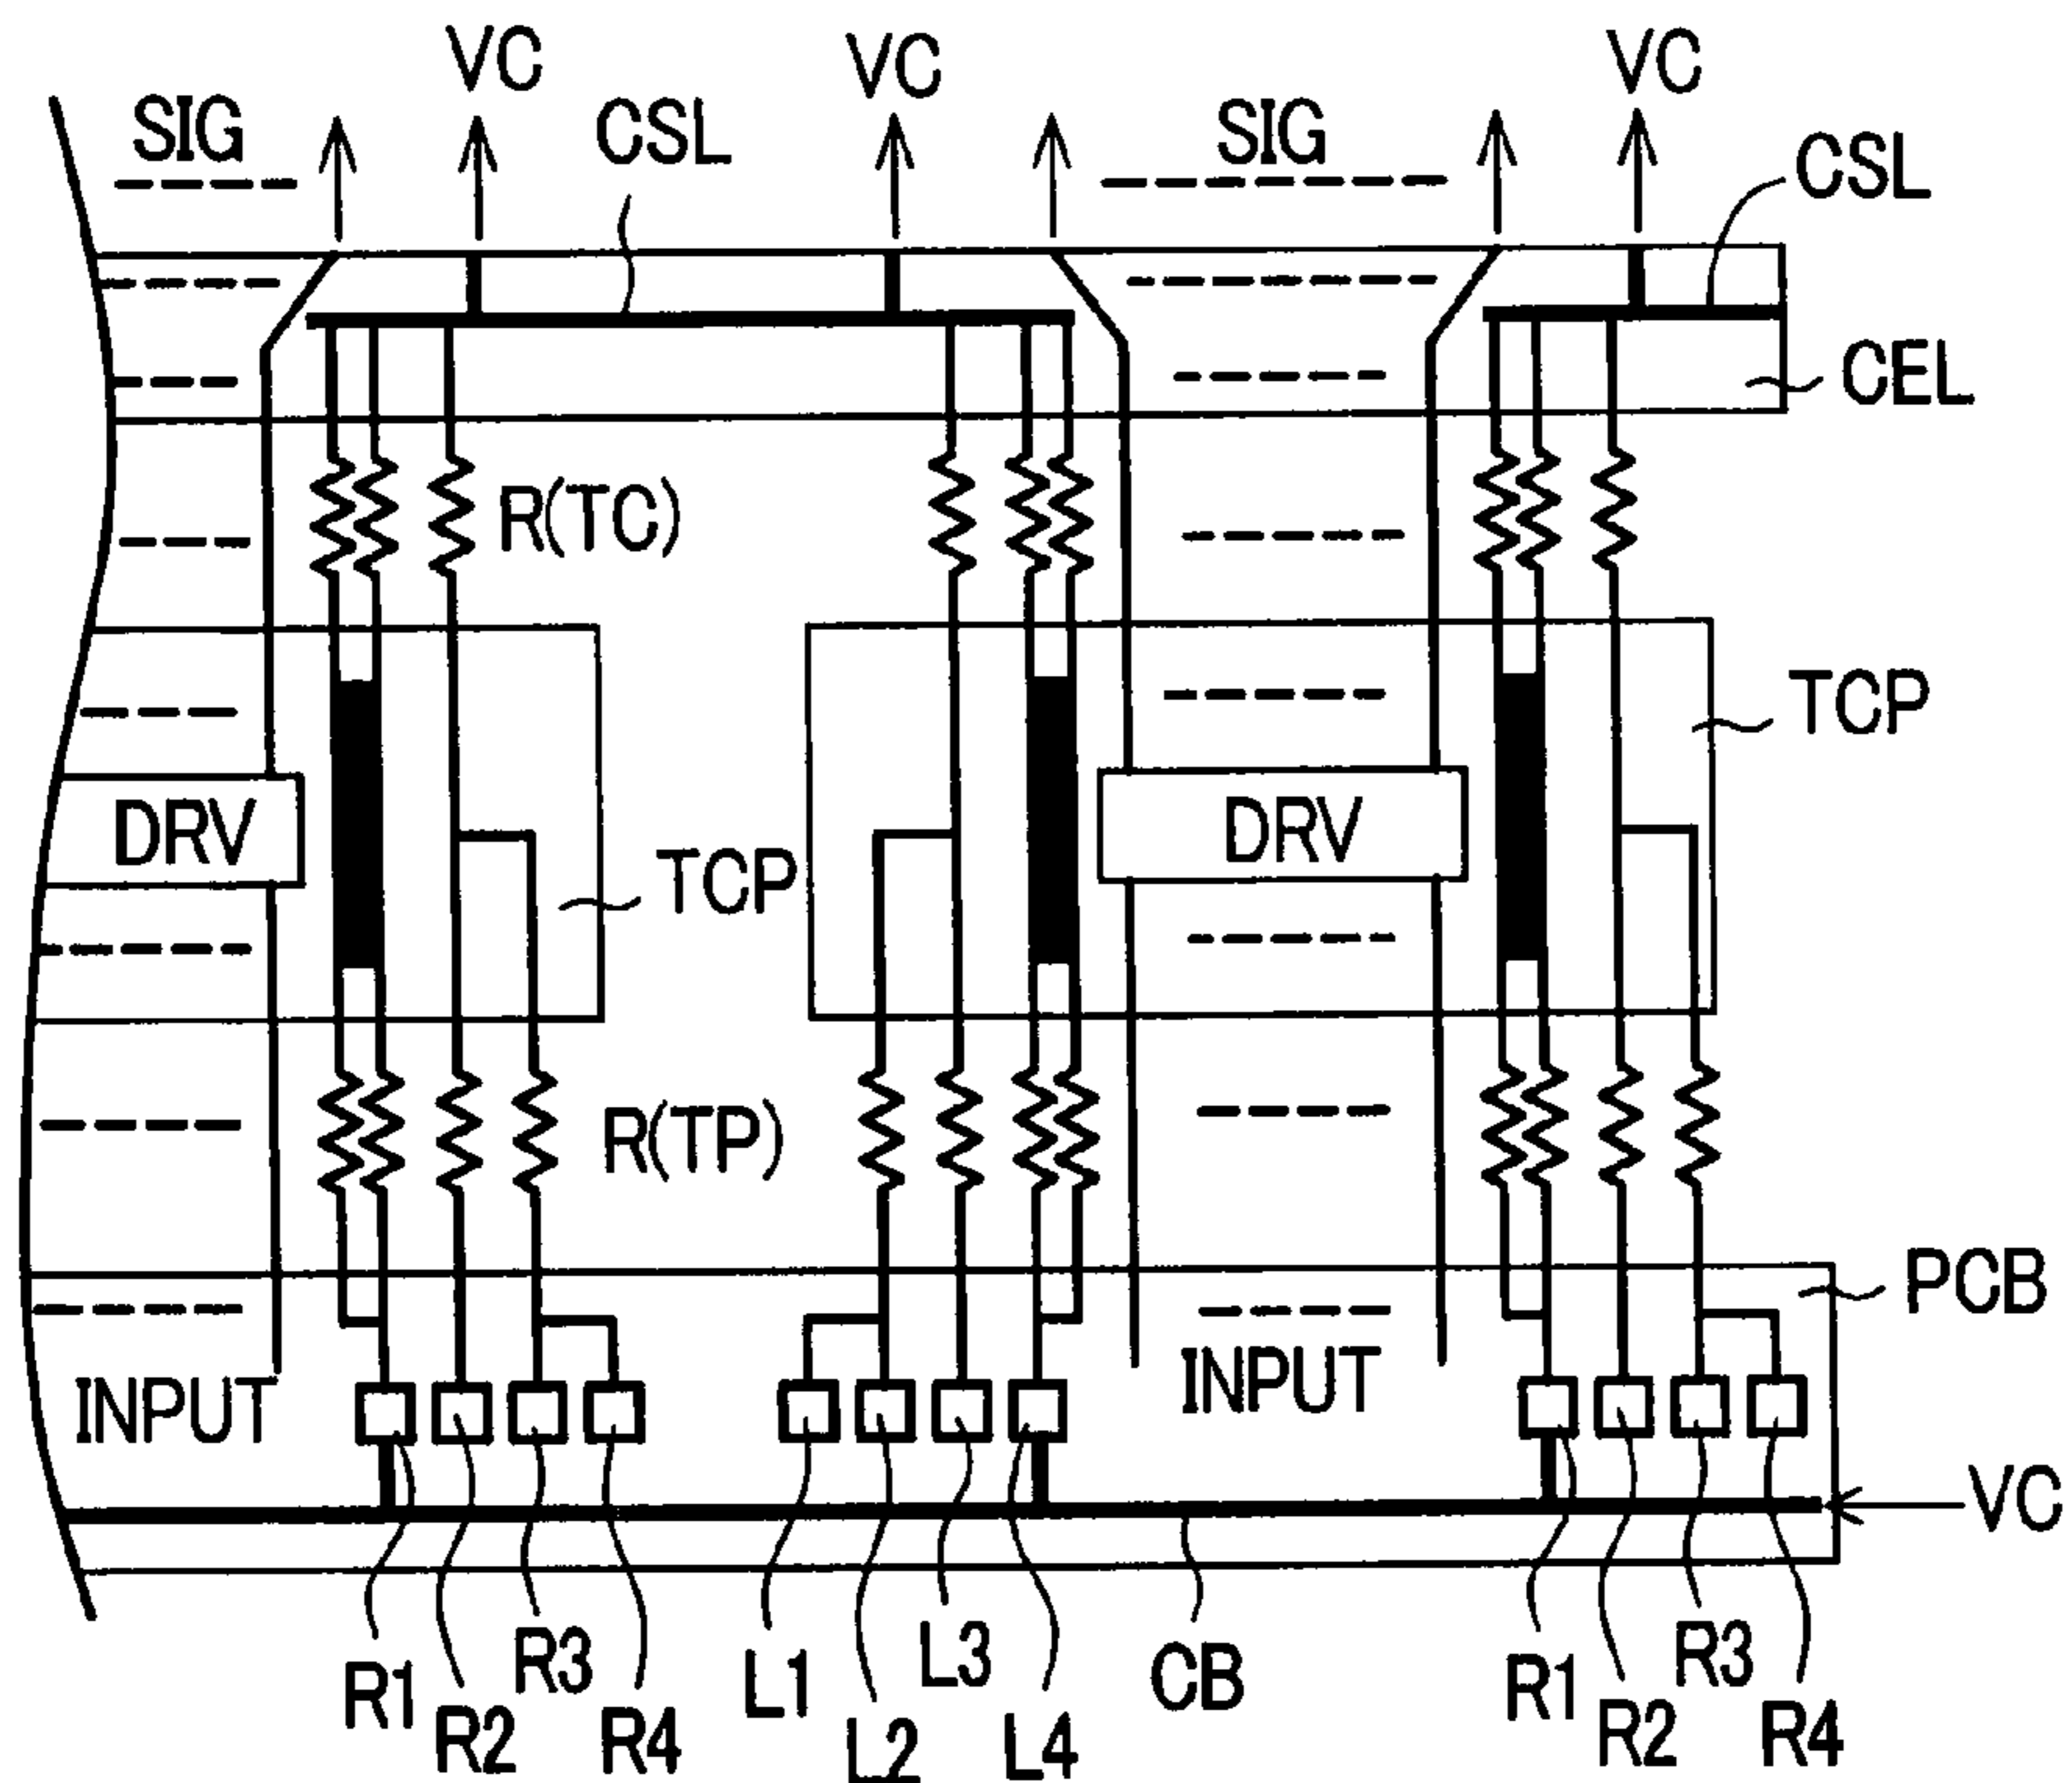 VC
VC
VC
SIG
CSL
SIG
CSL
CEL
R(TC)
TCP
DRV
DRV
TCP
R(TP)
PCB
INPUT
INPUT
VC
R1
R2
R3
R4
L1
L2
L3
L4
CB
R1
R2
R3
R4